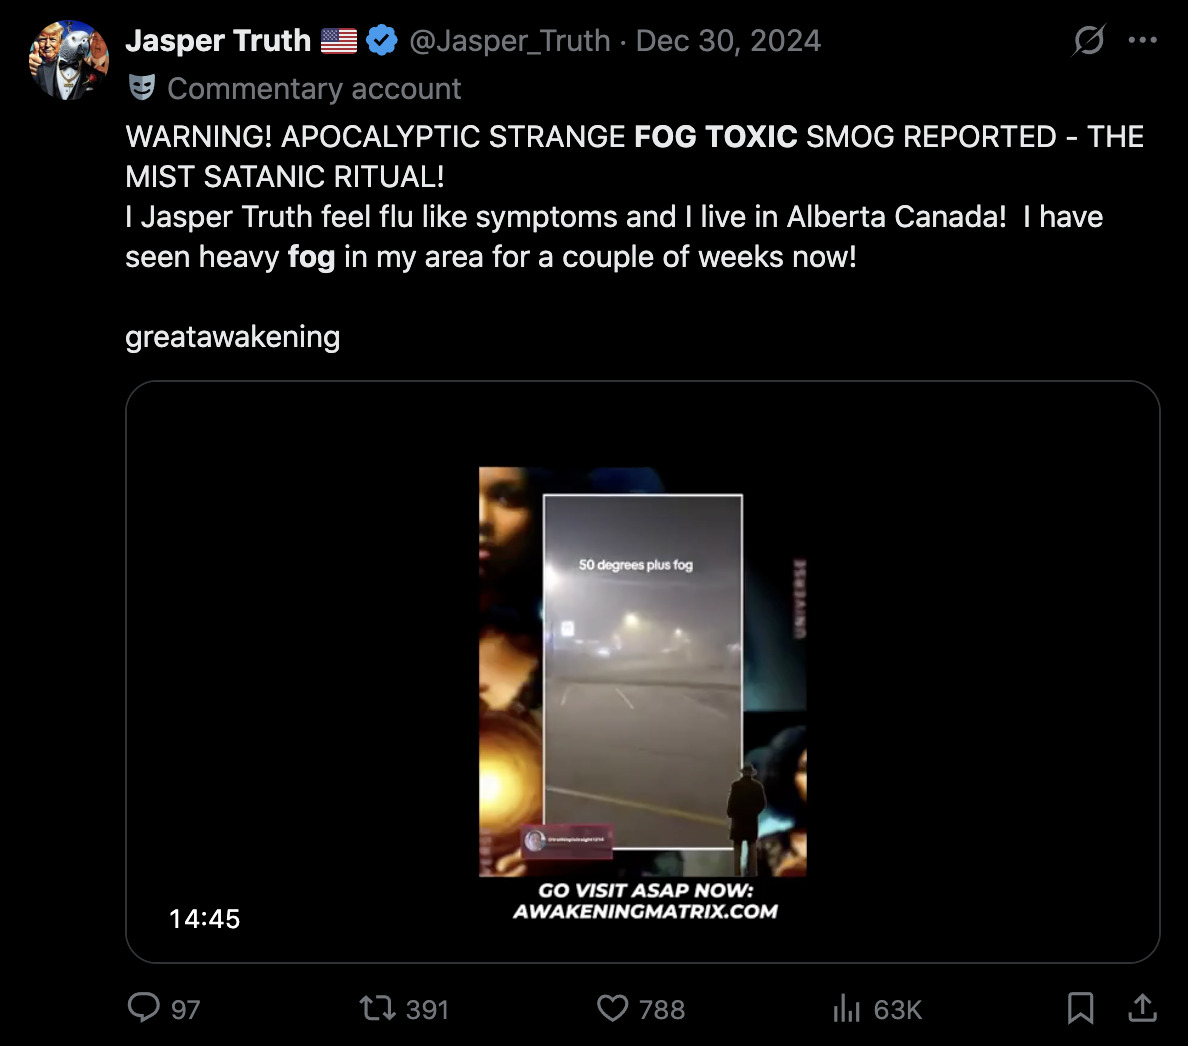 Jasper Truth @Jasper_Truth · Dec 30, 2024
Commentary account
WARNING! APOCALYPTIC STRANGE FOG TOXIC SMOG REPORTED - THE
MIST SATANIC RITUAL!
I Jasper Truth feel flu like symptoms and I live in Alberta Canada!  I have
seen heavy fog in my area for a couple of weeks now!
greatawakening
50 degrees plus fog
UNIVERSE
GO VISIT ASAP NOW:
AWAKENINGMATRIX.COM
14:45
97 391 788 63K